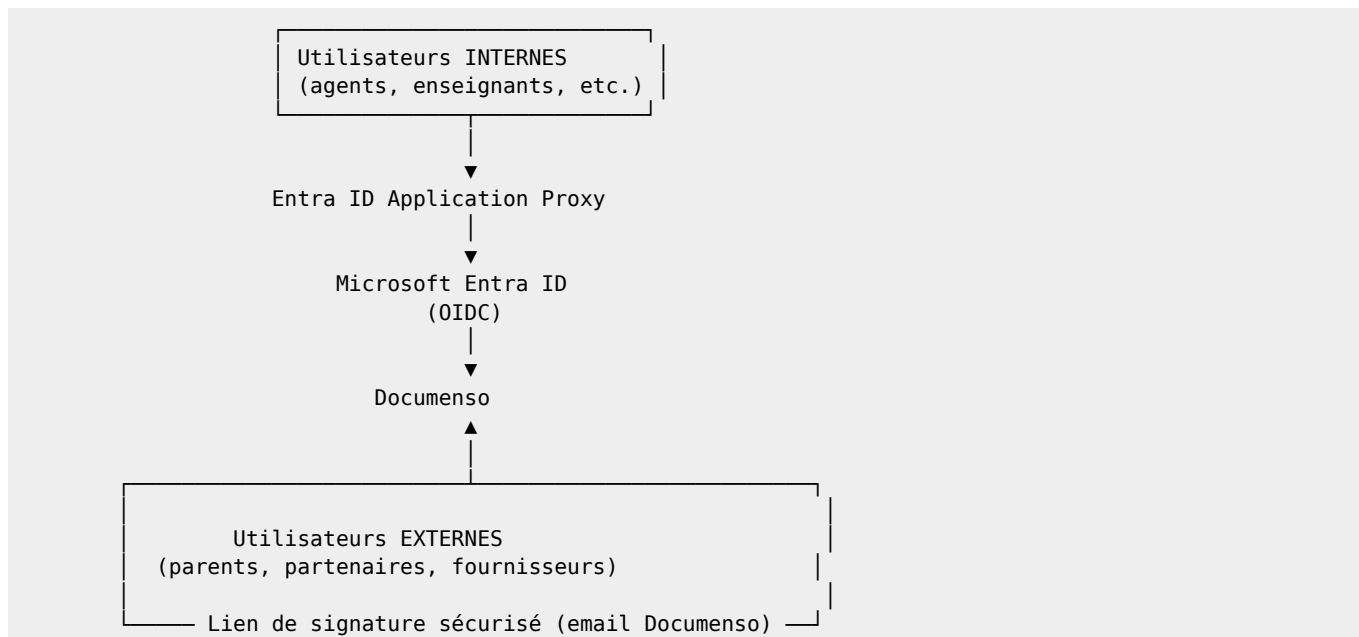 Utilisateurs INTERNES
(agents, enseignants, etc.)
Entra ID Application Proxy
Microsoft Entra ID
(OIDC)
Documenso
Utilisateurs EXTERNES
(parents, partenaires, fournisseurs)
Lien de signature sécurisé (email Documenso)